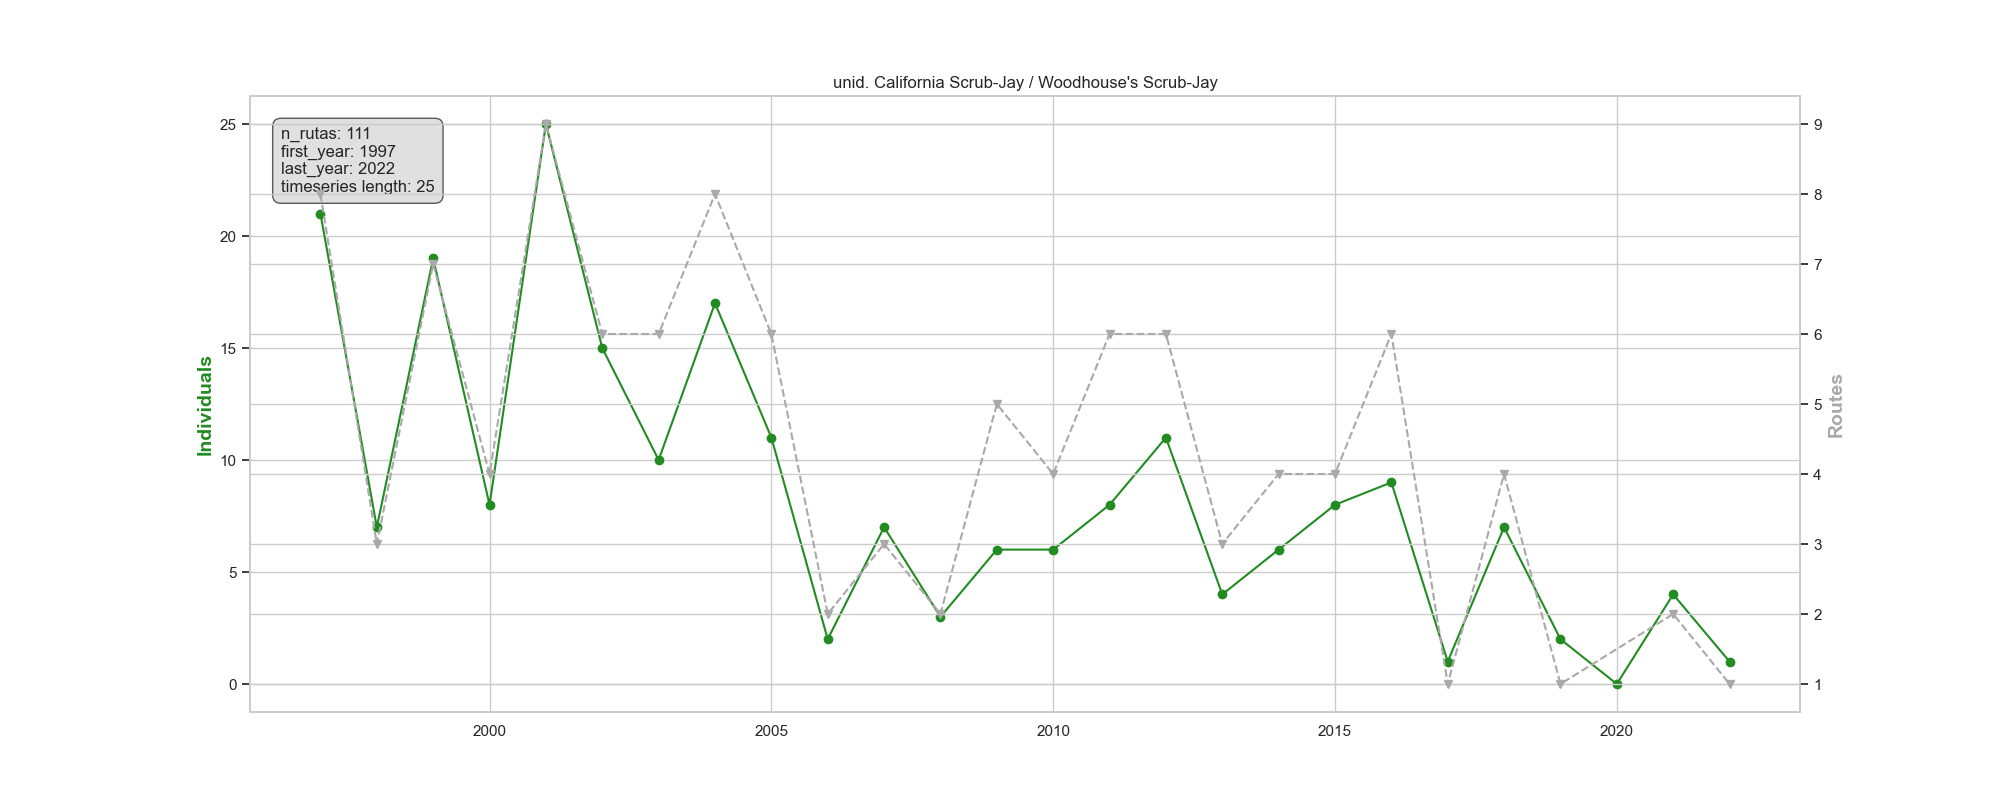 unid. California Scrub-Jay / Woodhouse's Scrub-Jay
n_rutas: 111
first_year: 1997
last_year: 2022
timeseries length: 25
25
20
15
10
5
0
Individuals
9
8
7
6
5
4
3
2
1
Routes
2000
2005
2010
2015
2020